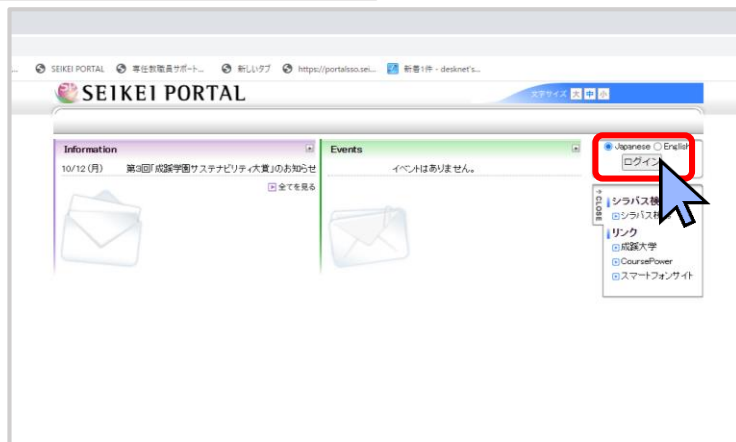 ... SEIKEI PORTAL 専任教職員サポート... 新しいタブ https://portalsso.sei... 新着1件 - desknet's...
SEIKEI PORTAL
文字サイズ 大 中 小
Information
10/12 (月) 第3回「成蹊学園サステナビリティ大賞」のお知らせ
全てを見る
Events
イベントはありません。
Japanese English
ログイン
CLOSE
シラバス検
シラバス検
リンク
成蹊大学
CoursePower
スマートフォンサイト